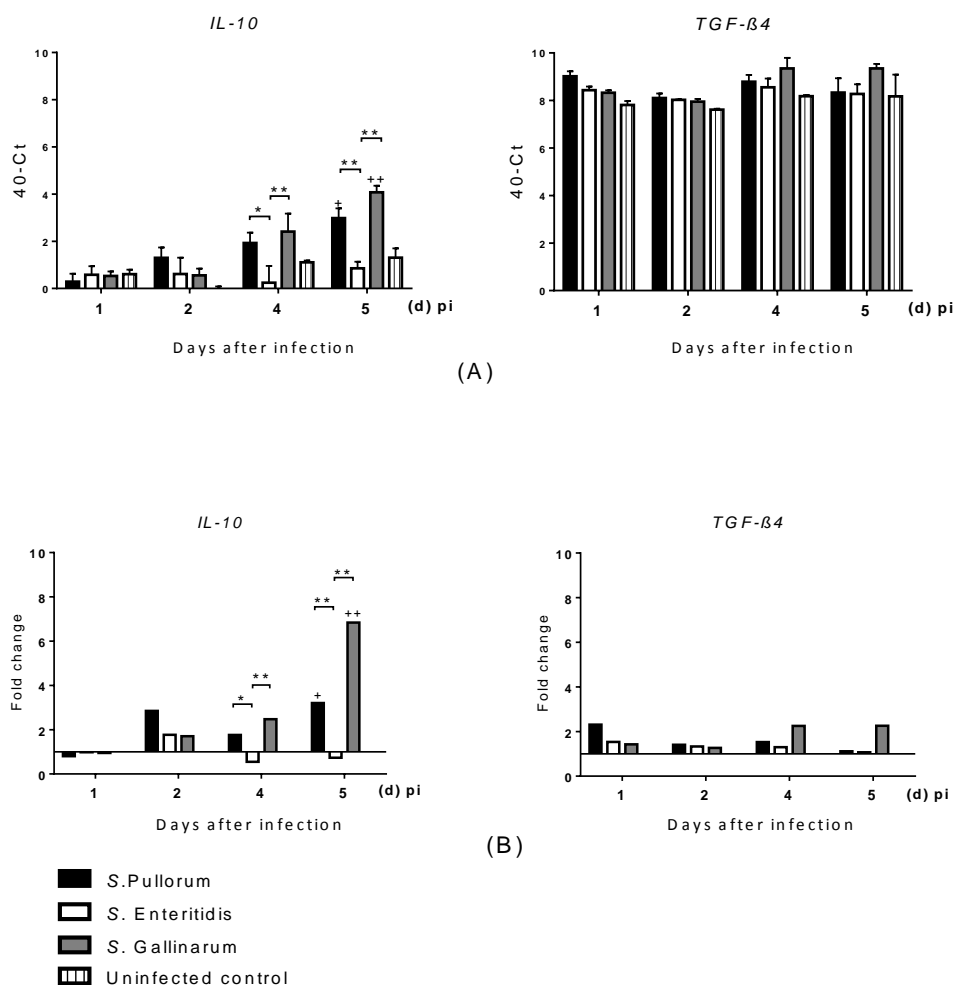 IL-10
TGF-ß4
10
8
6
4
2
0
40-Ct
* ** ** **
+ ++
1 2 4 5 (d) pi
Days after infection
10
8
6
4
2
0
40-Ct
1 2 4 5 (d) pi
Days after infection
(A)
IL-10
TGF-ß4
10
8
6
4
2
0
Fold change
* ** ** **
+ ++
1 2 4 5 (d) pi
Days after infection
10
8
6
4
2
0
Fold change
1 2 4 5 (d) pi
Days after infection
(B)
S.Pullorum
S. Enteritidis
S. Gallinarum
Uninfected control